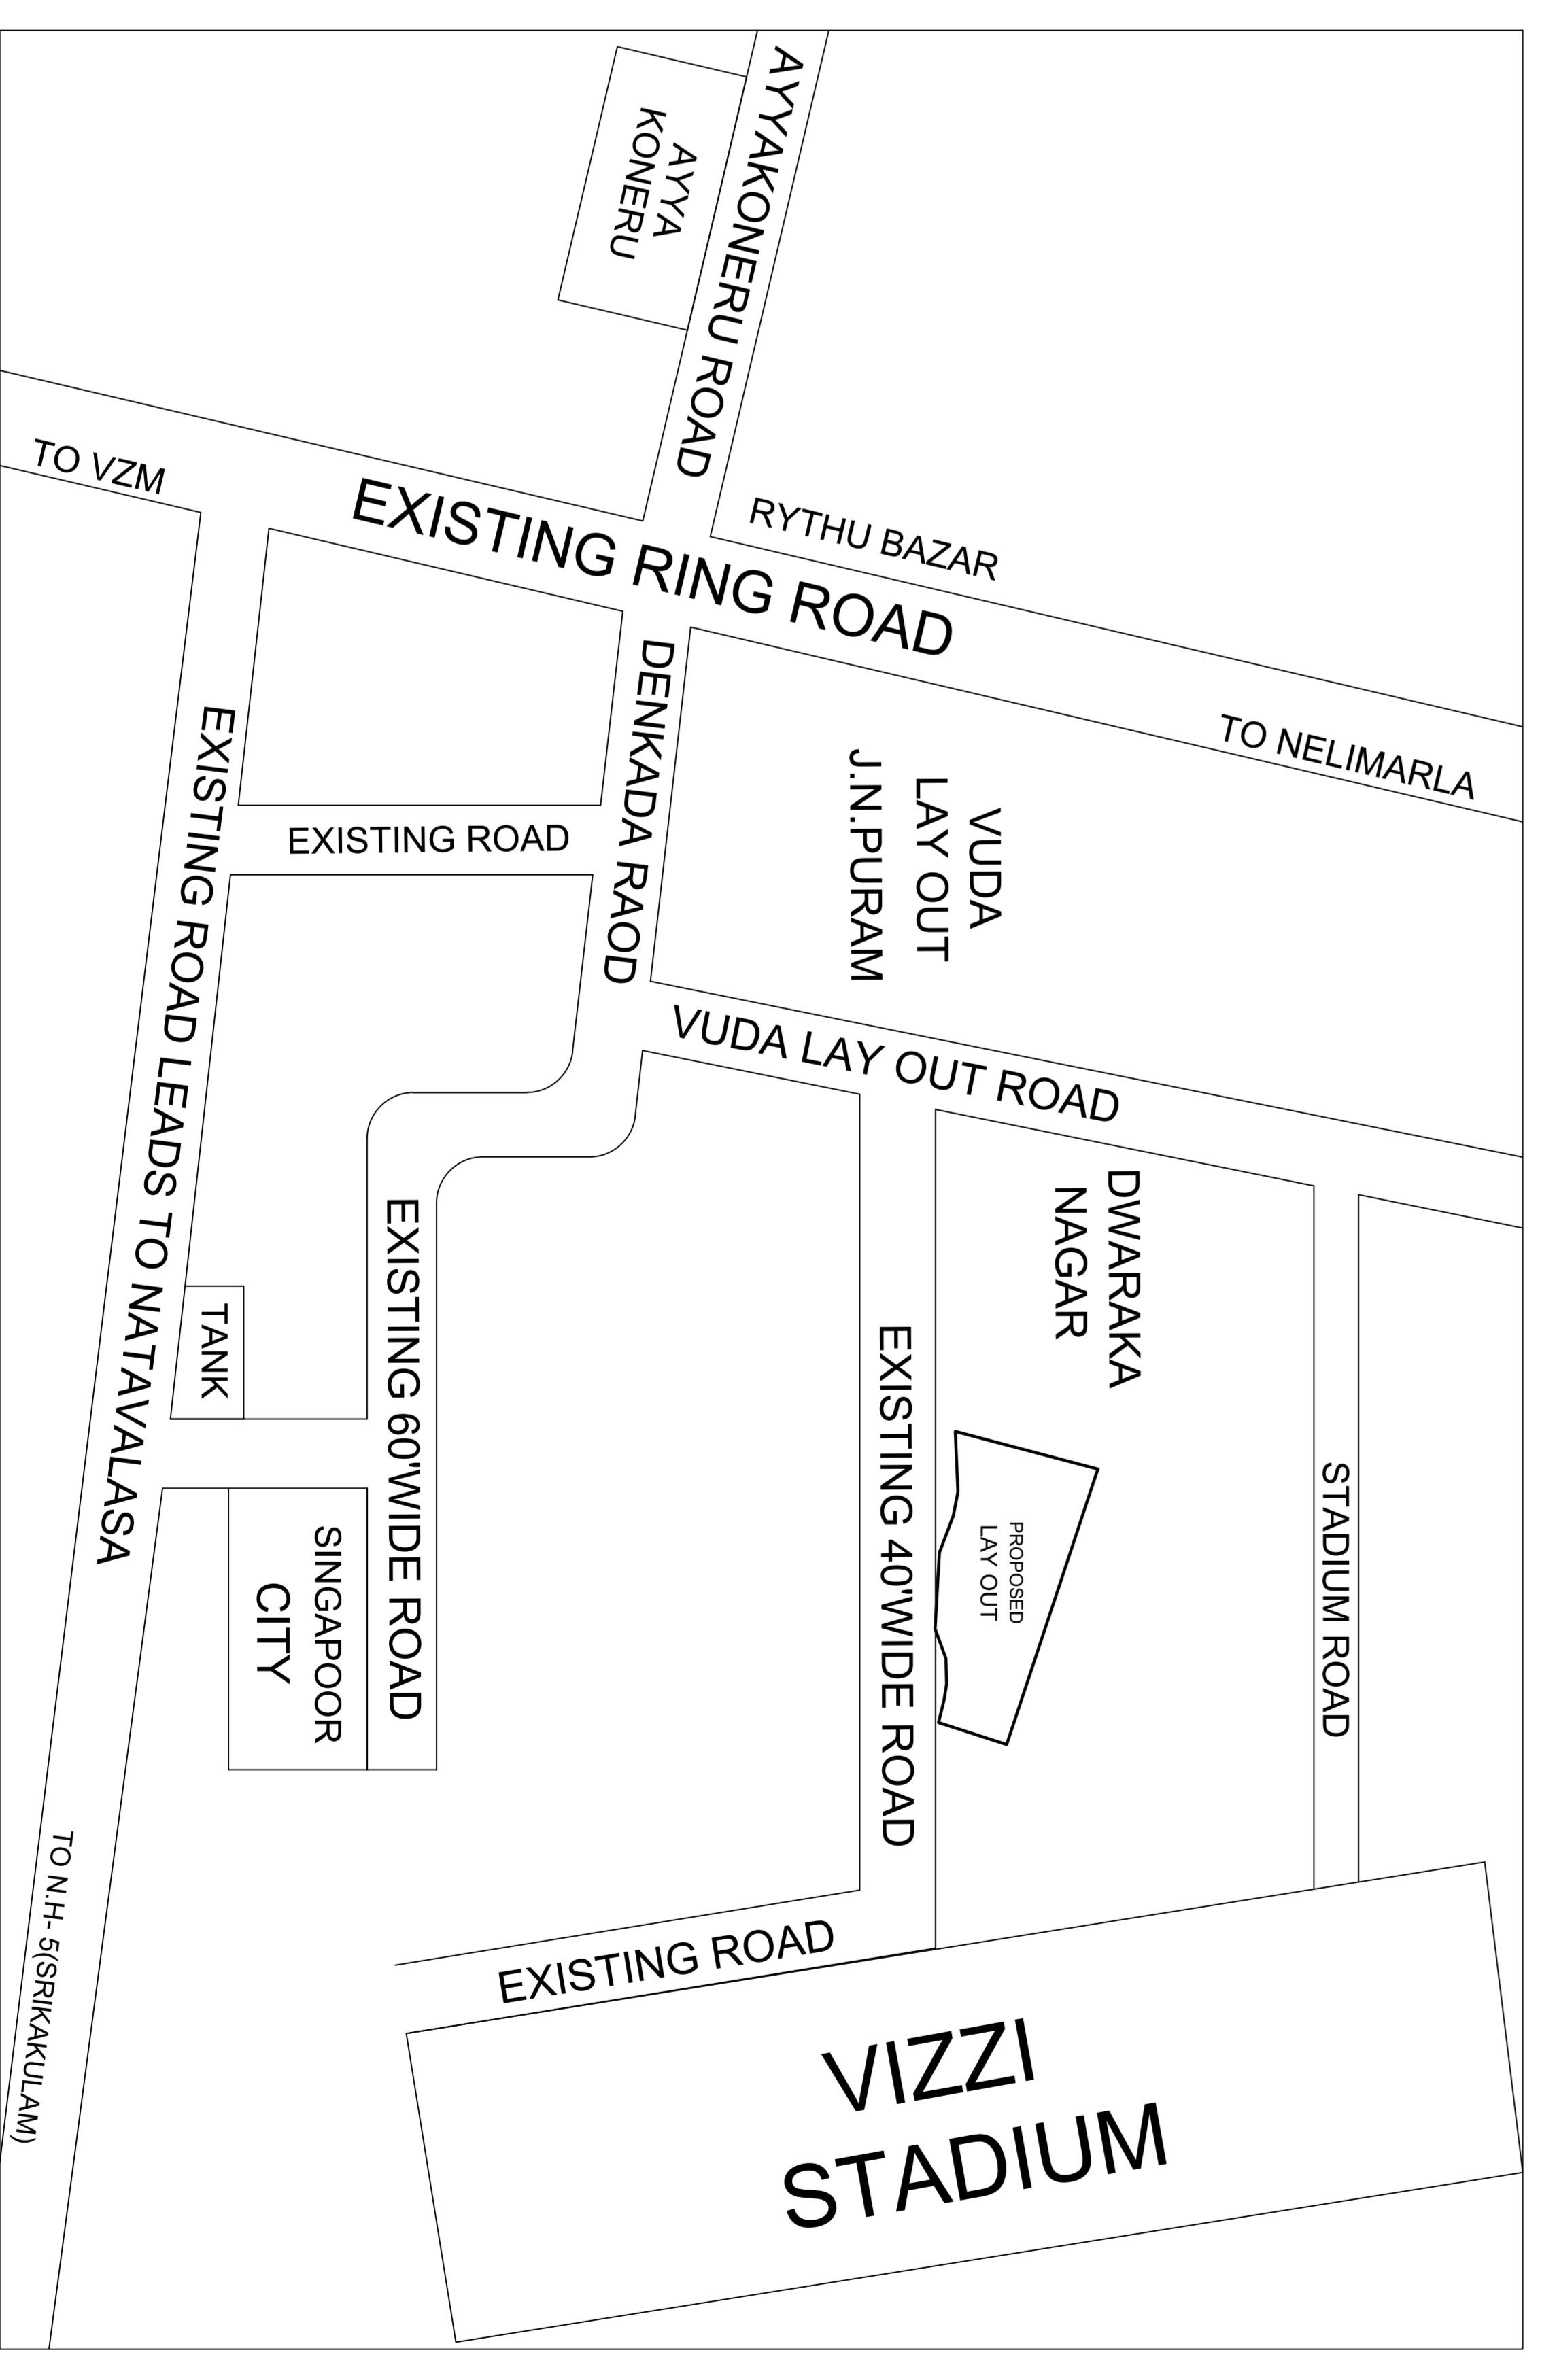 AYYAKONERU ROAD
AYYA
KONERU
TO VZM
EXISTING RING ROAD
RYTHU BAZAR
TO NELIMARLA
DENKADA RAOD
EXISTING ROAD
EXISTING ROAD LEADS TO NATAVALASA
VUDA
LAY OUT
J.N.PURAM
VUDA LAY OUT ROAD
DWARAKA
NAGAR
EXISTING 60'WIDE ROAD
TANK
EXISTING 40'WIDE ROAD
PROPOSED
LAY OUT
STADIUM ROAD
SINGAPOOR
CITY
TO N.H- 5(SRIKAKULAM)
EXISTING ROAD
VIZZI
STADIUM